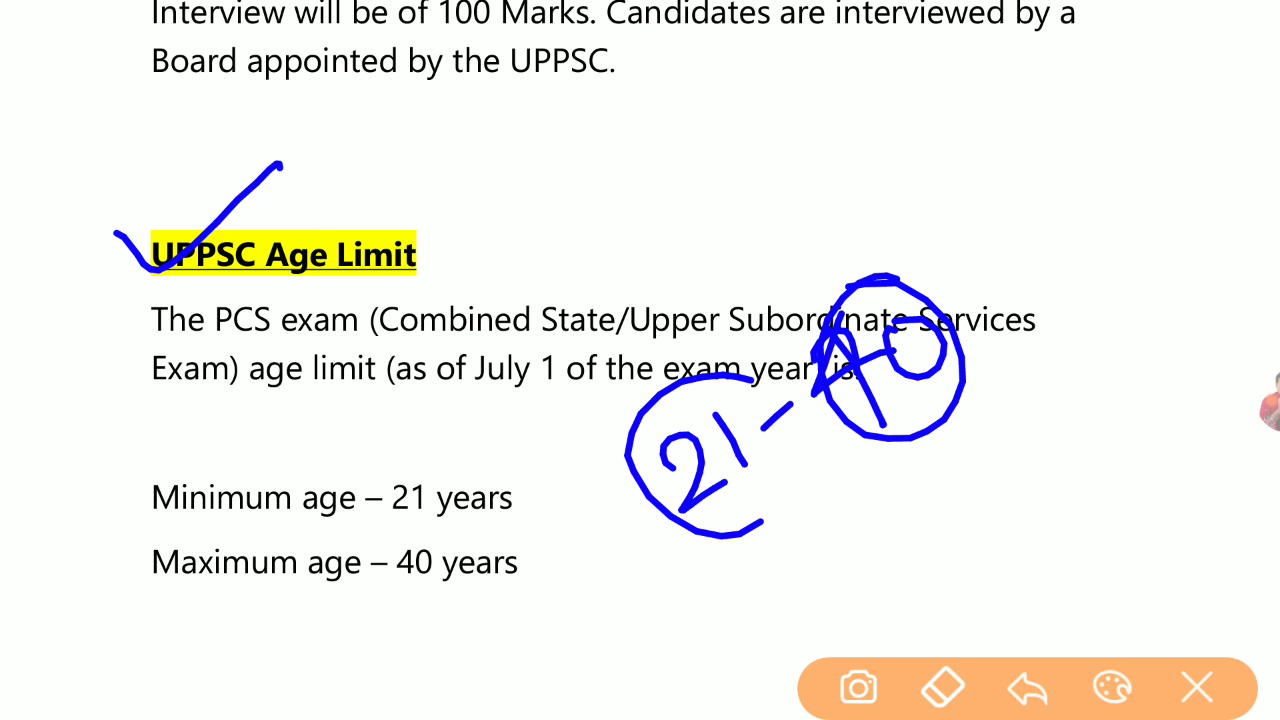 Interview will be of 100 Marks. Candidates are interviewed by a
Board appointed by the UPPSC.
UPPSC Age Limit
The PCS exam (Combined State/Upper Subordinate Services
Exam) age limit (as of July 1 of the exam year) is:
21 - 40
Minimum age – 21 years
Maximum age – 40 years